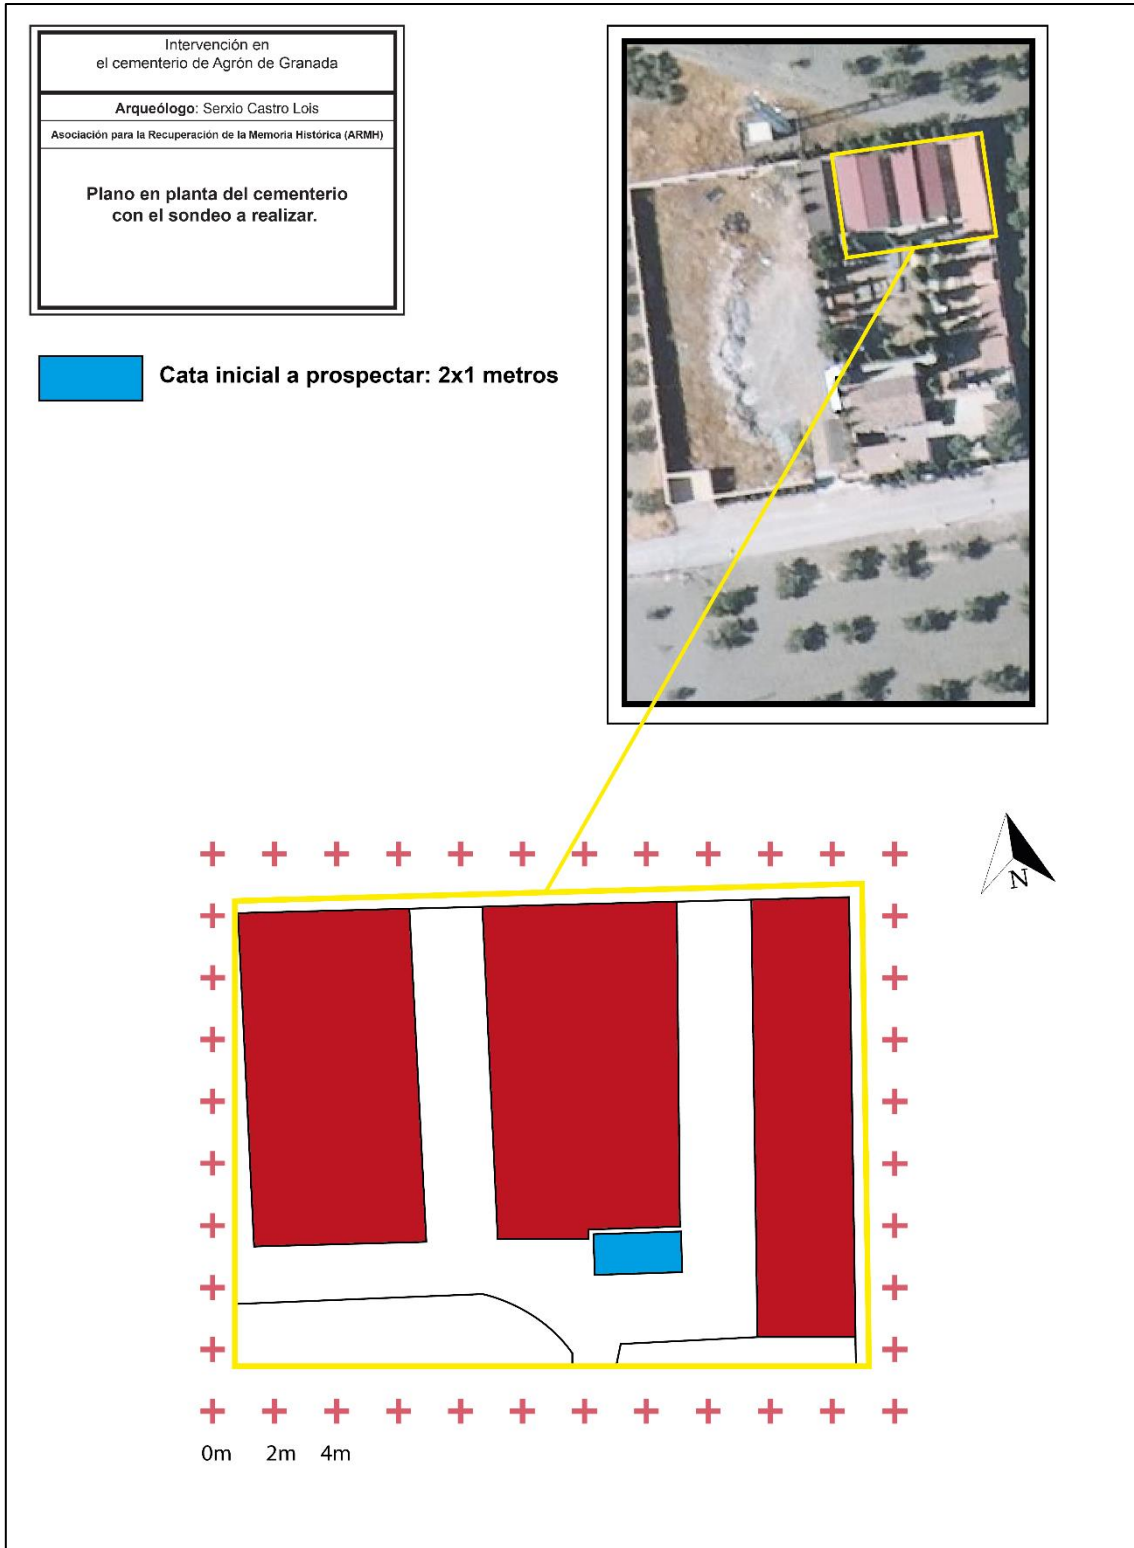 Intervención en
el cementerio de Agrón de Granada
Arqueólogo: Serxio Castro Lois
Asociación para la Recuperación de la Memoria Histórica (ARMH)
Plano en planta del cementerio
con el sondeo a realizar.
Cata inicial a prospectar: 2x1 metros
N
0m 2m 4m